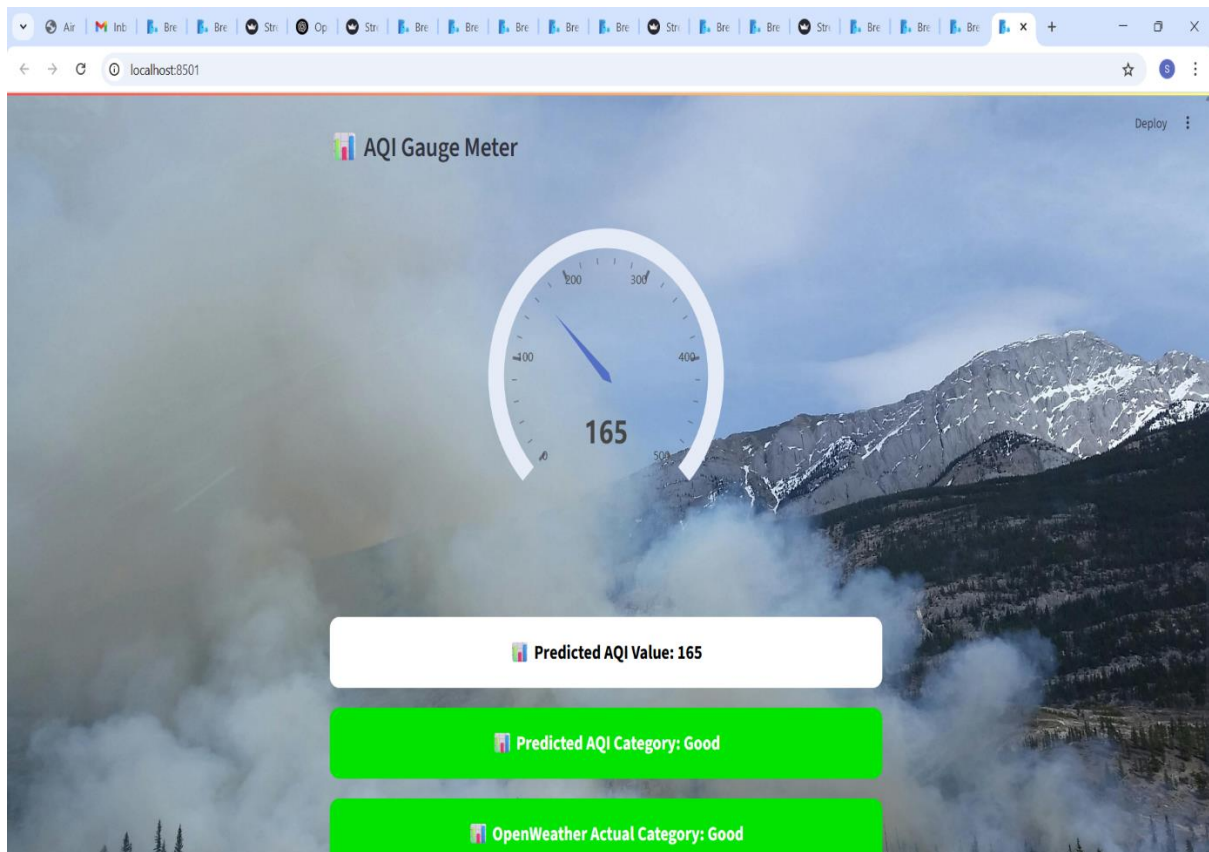 Air
Inb
Bre
Bre
Str
Op
Str
Bre
Bre
Bre
Bre
Str
Bre
Bre
Str
Bre
Bre
Bre
localhost:8501
S
Deploy
AQI Gauge Meter
0
100
200
300
400
500
165
Predicted AQI Value: 165
Predicted AQI Category: Good
OpenWeather Actual Category: Good